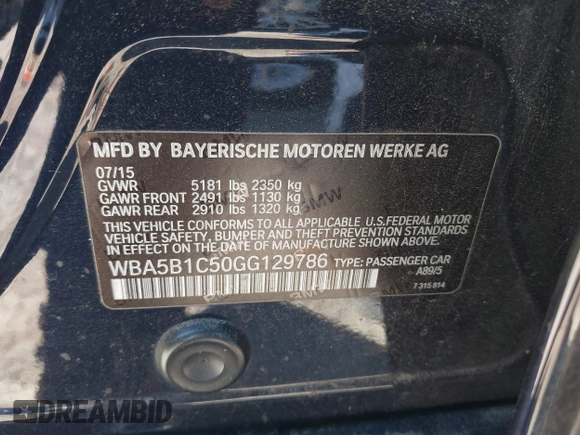 MFD BY BAYERISCHE MOTOREN WERKE AG
07/15
GVWR 5181 lbs 2350 kg
GAWR FRONT 2491 lbs 1130 kg
GAWR REAR 2910 lbs 1320 kg
THIS VEHICLE CONFORMS TO ALL APPLICABLE U.S. FEDERAL MOTOR
VEHICLE SAFETY, BUMPER, AND THEFT PREVENTION STANDARDS
IN EFFECT ON THE DATE OF MANUFACTURE SHOWN ABOVE.
WBA5B1C50GG129786 TYPE: PASSENGER CAR
A89/5
7 315 814
DREAMBID